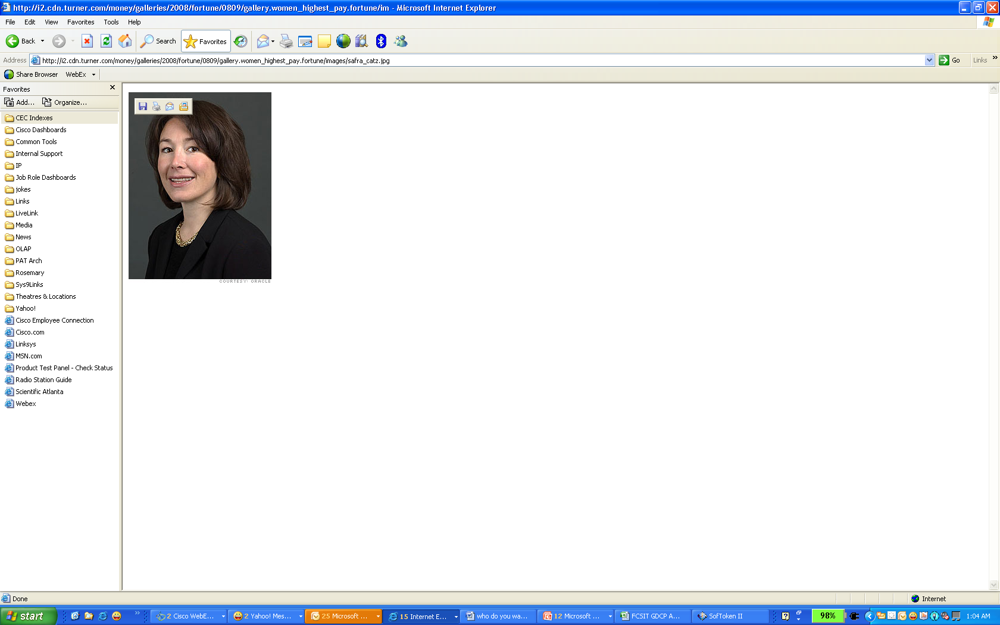 http://i2.cdn.turner.com/money/galleries/2008/fortune/0809/gallery.women_highest_pay.fortune/im - Microsoft Internet Explorer
File Edit View Favorites Tools Help
Back Search Favorites
Address http://i2.cdn.turner.com/money/galleries/2008/fortune/0809/gallery.women_highest_pay.fortune/images/safra_catz.jpg Go Links »
Share Browser WebEx
Favorites
Add... Organize...
CEC Indexes
Cisco Dashboards
Common Tools
Internal Support
IP
Job Role Dashboards
jokes
Links
LiveLink
Media
News
OLAP
PAT Arch
Rosemary
Sys9Links
Theatres & Locations
Yahoo!
Cisco Employee Connection
Cisco.com
Linksys
MSN.com
Product Test Panel - Check Status
Radio Station Guide
Scientific Atlanta
Webex
COURTESY: ORACLE
Done Internet
start » 2 Cisco WebE... 2 Yahoo! Mes... 25 Microsoft ... 15 Internet E... who do you wa... 12 Microsoft ... FCSIT GDCP A... SofToken II 98% 1:04 AM